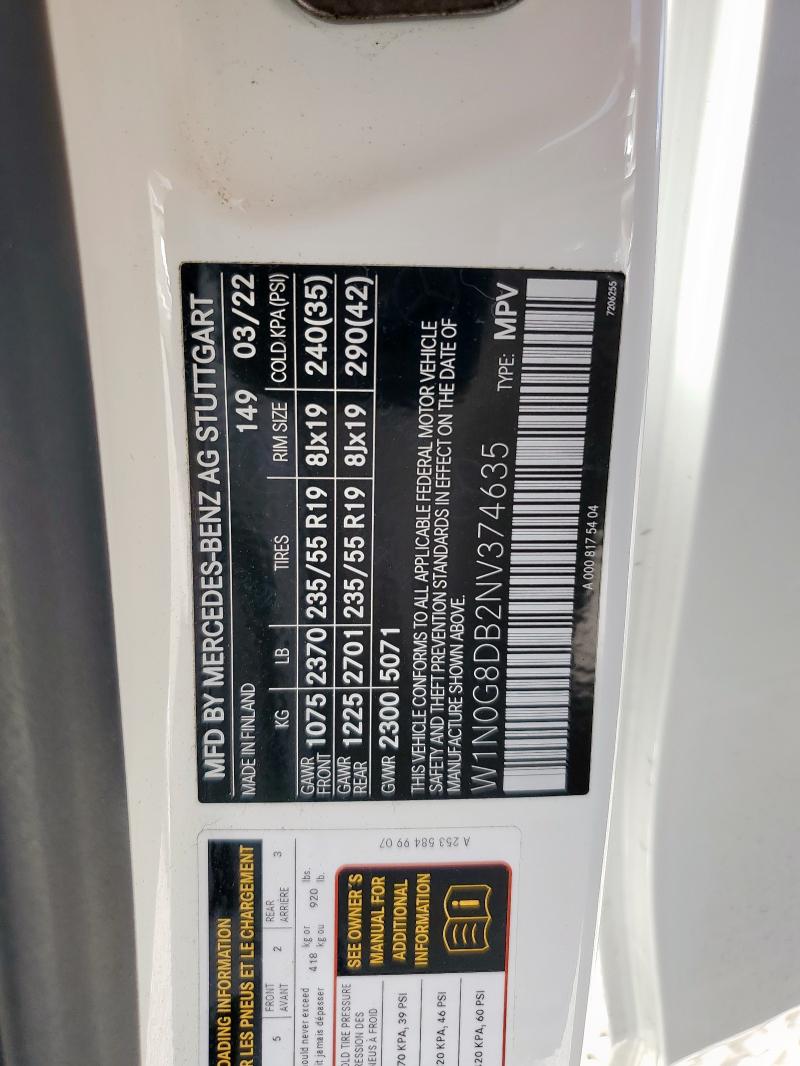 MFD BY MERCEDES-BENZ AG STUTTGART
MADE IN FINLAND 149 03/22
KG LB TIRES RIM SIZE COLD KPA (PSI)
GAWR FRONT 1075 2370 235/55 R19 8Jx19 240(35)
GAWR REAR 1225 2701 235/55 R19 8Jx19 290(42)
GVWR 2300 5071
THIS VEHICLE CONFORMS TO ALL APPLICABLE FEDERAL MOTOR VEHICLE
SAFETY AND THEFT PREVENTION STANDARDS IN EFFECT ON THE DATE OF
MANUFACTURE SHOWN ABOVE.
W1N0G8DB2NV374635 TYPE: MPV
A 000 817 54 04 7206255
OADING INFORMATION
R LES PNEUS ET LE CHARGEMENT
5 FRONT AVANT 2 REAR ARRIÈRE 3
ould never exceed 418 kg or 920 lbs.
it jamais dépasser kg ou lb.
OLD TIRE PRESSURE
RESSION DES
NEUS À FROID
70 KPA, 39 PSI
20 KPA, 46 PSI
420 KPA, 60 PSI
SEE OWNER'S
MANUAL FOR
ADDITIONAL
INFORMATION
A 253 584 99 07